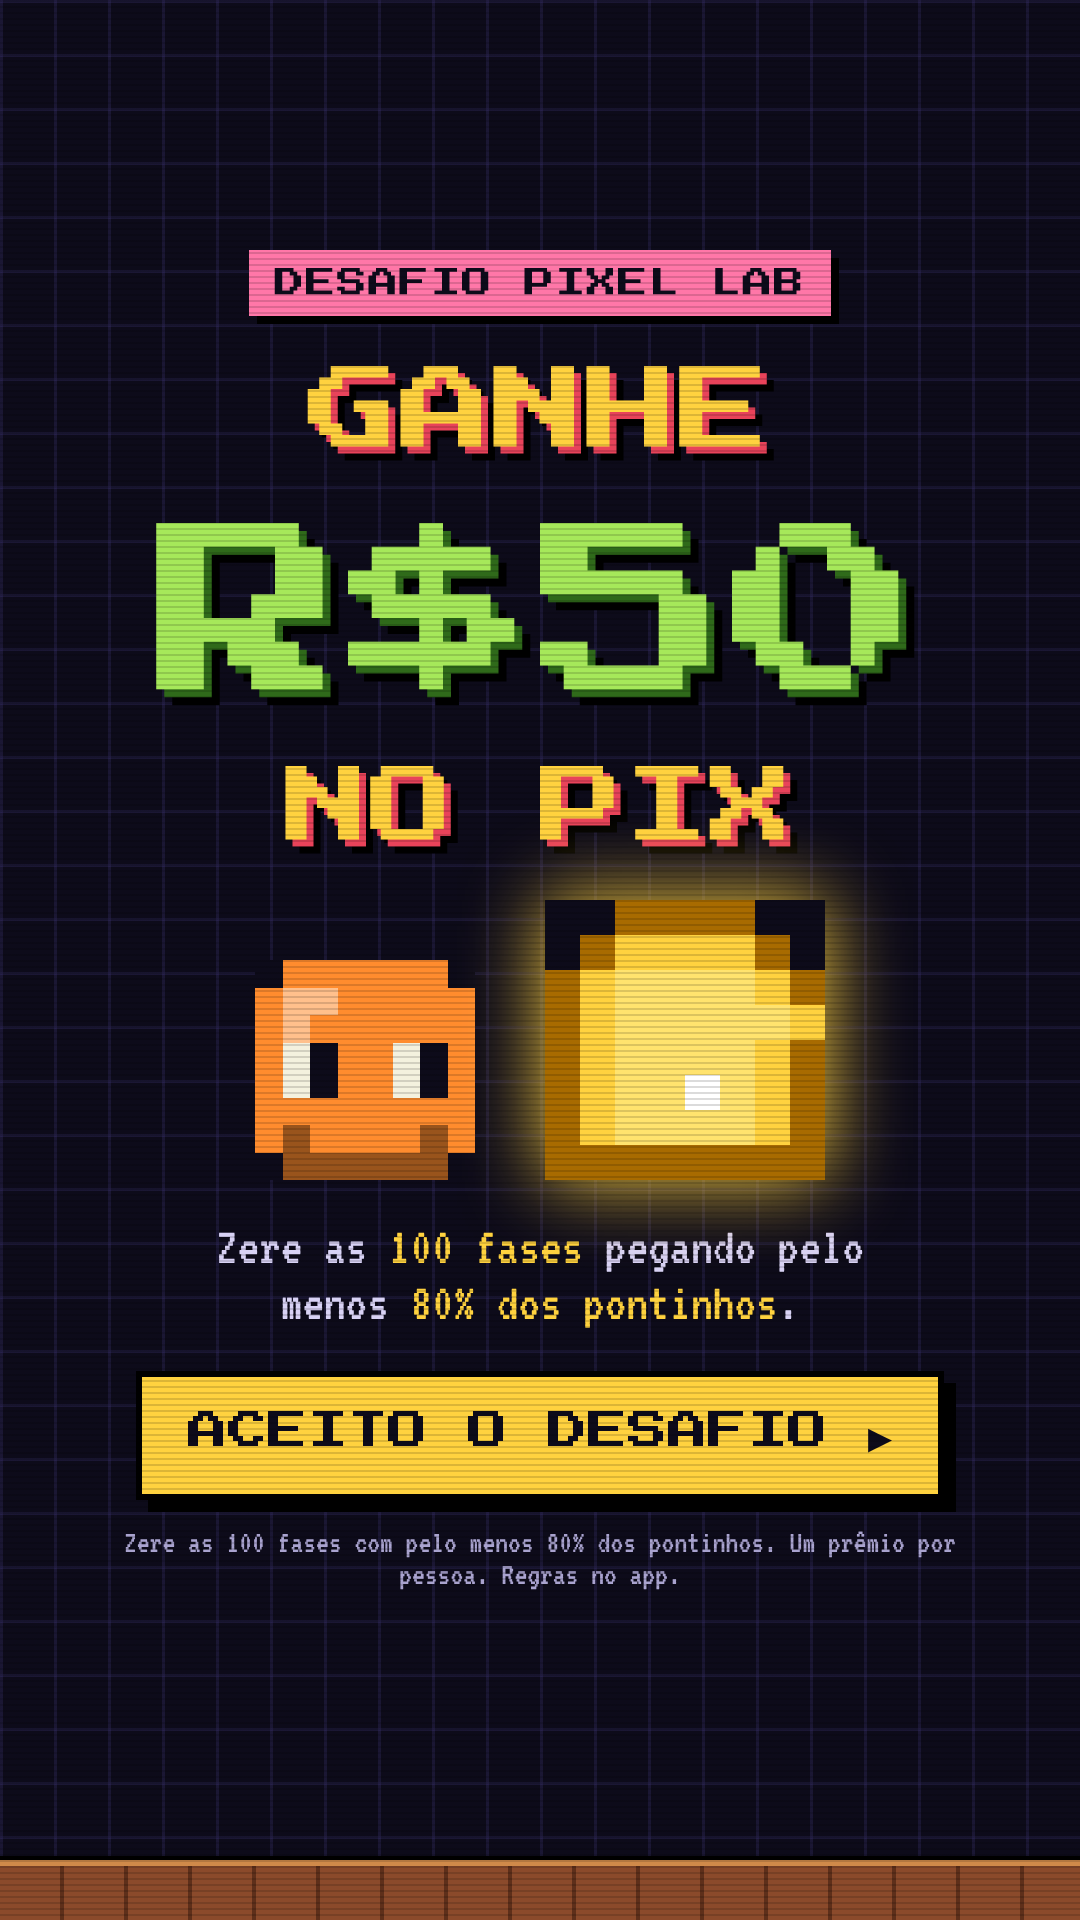 DESAFIO PIXEL LAB
GANHE
R$50
NO PIX
Zere as 100 fases pegando pelo
menos 80% dos pontinhos.
ACEITO O DESAFIO ▶
Zere as 100 fases com pelo menos 80% dos pontinhos. Um prêmio por
pessoa. Regras no app.